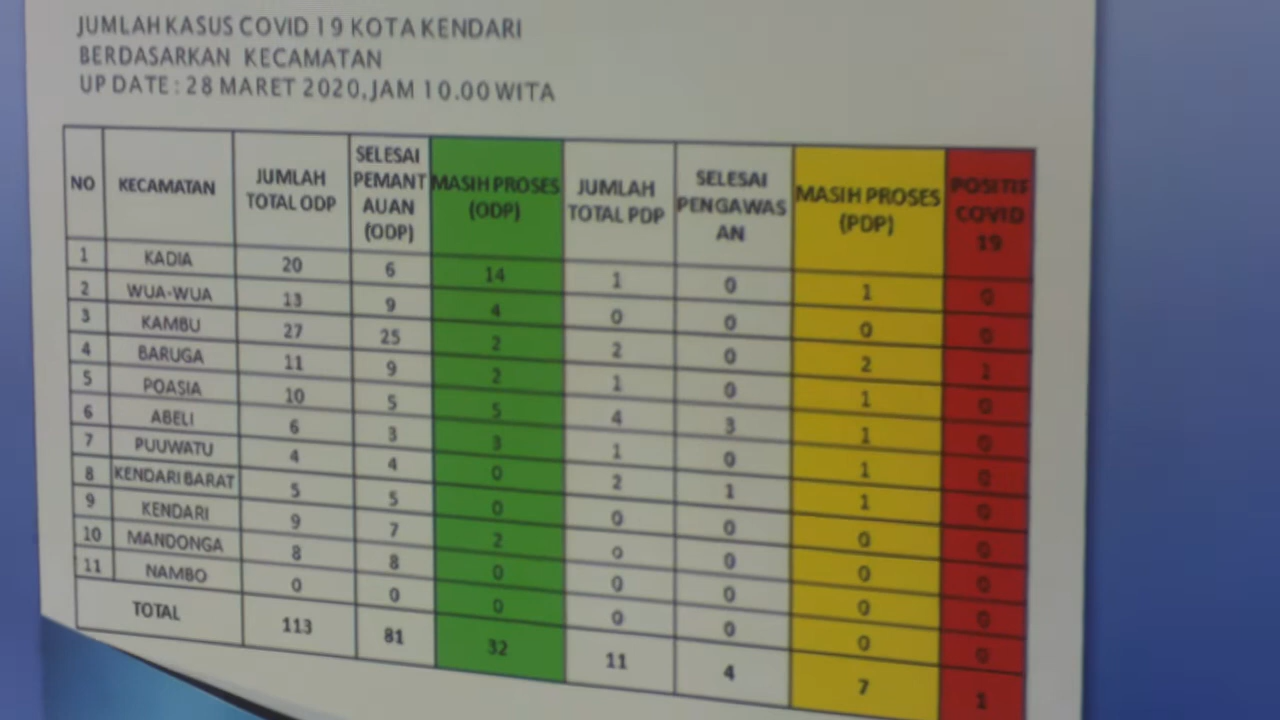 JUMLAH KASUS COVID 19 KOTA KENDARI
BERDASARKAN KECAMATAN
UP DATE : 28 MARET 2020, JAM 10.00 WITA
NO KECAMATAN JUMLAH TOTAL ODP SELESAI PEMANT AUAN (ODP) MASIH PROSES (ODP) JUMLAH TOTAL PDP SELESAI PENGAWAS AN MASIH PROSES (PDP) POSITIF COVID 19
1 KADIA 20 6 14 1 0 1 0
2 WUA-WUA 13 9 4 0 0 0 0
3 KAMBU 27 25 2 2 0 2 1
4 BARUGA 11 9 2 1 0 1 0
5 POASIA 10 5 5 4 3 1 0
6 ABELI 6 3 3 1 0 1 0
7 PUUWATU 4 4 0 2 1 1 0
8 KENDARI BARAT 5 5 0 0 0 0 0
9 KENDARI 9 7 2 0 0 0 0
10 MANDONGA 8 8 0 0 0 0 0
11 NAMBO 0 0 0 0 0 0 0
TOTAL 113 81 32 11 4 7 1